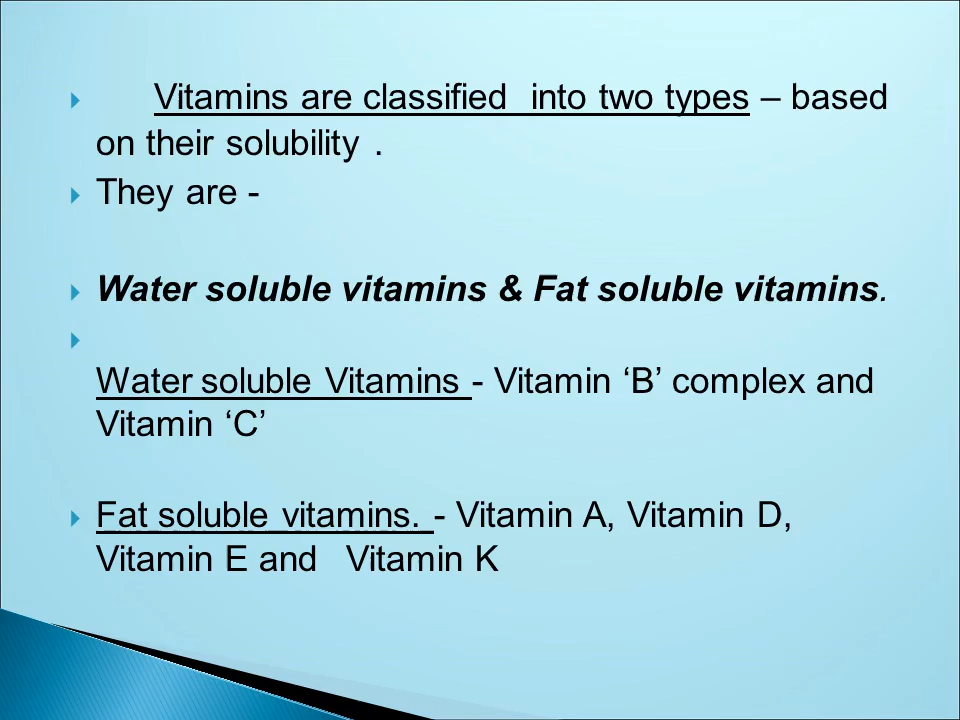 Vitamins are classified into two types – based
on their solubility .
They are -
Water soluble vitamins & Fat soluble vitamins.
Water soluble Vitamins - Vitamin ‘B’ complex and
Vitamin ‘C’
Fat soluble vitamins. - Vitamin A, Vitamin D,
Vitamin E and Vitamin K